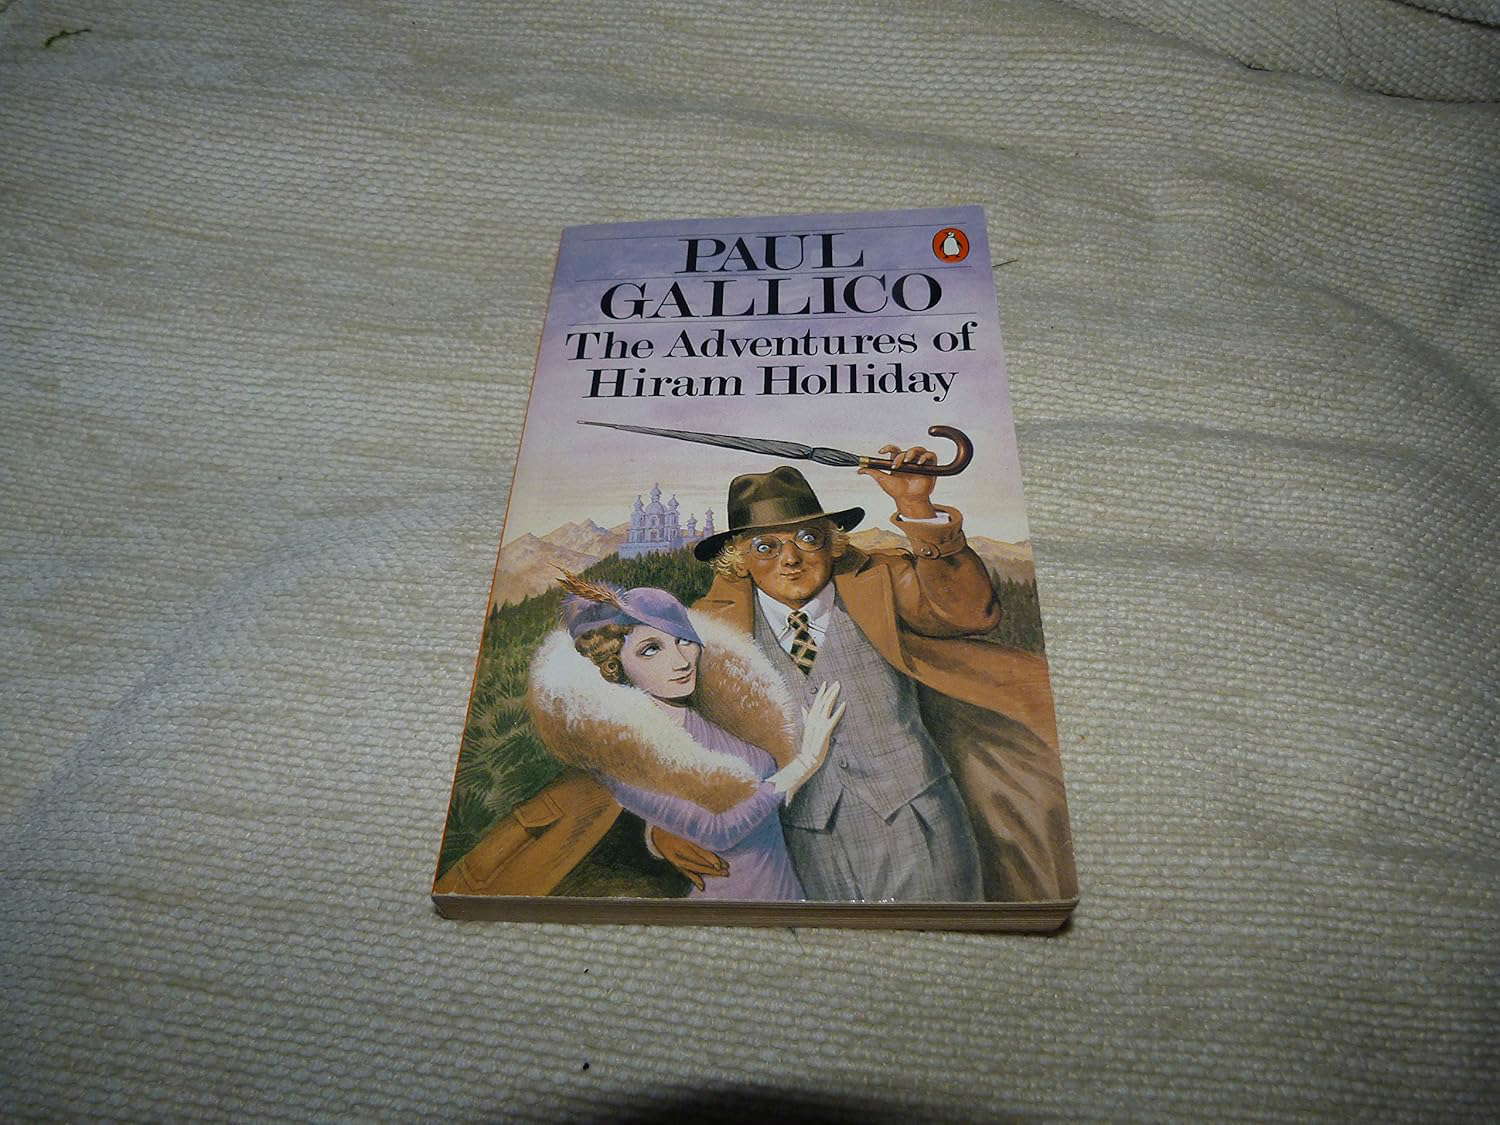 PAUL
GALLICO
The Adventures of
Hiram Holliday